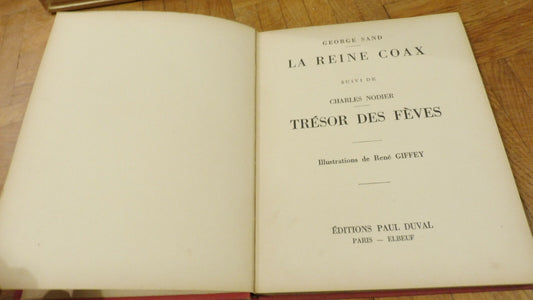 GEORGE SAND
LA REINE COAX
SUIVI DE
CHARLES NODIER
TRÉSOR DES FÈVES
Illustrations de René GIFFEY
ÉDITIONS PAUL DUVAL
PARIS — ELBEUF